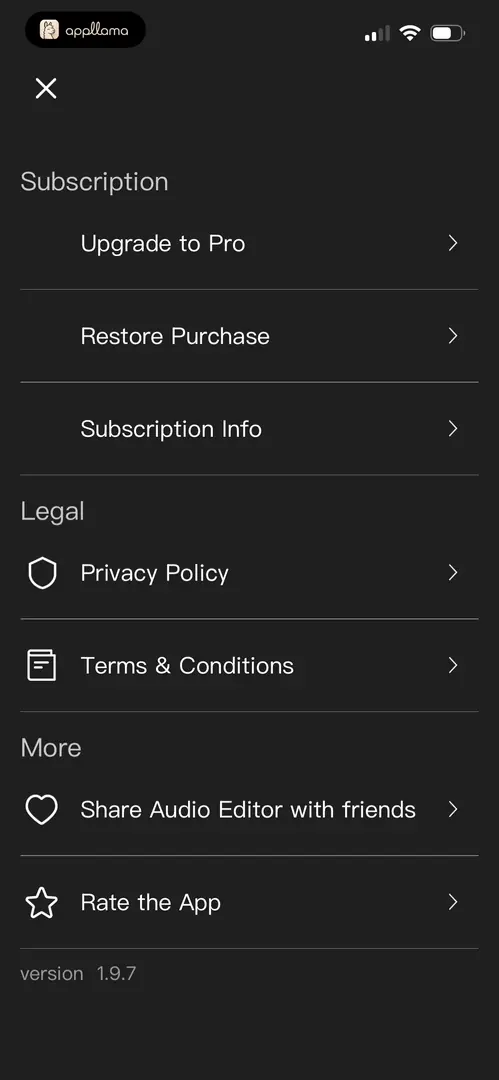 appllama
Subscription
Upgrade to Pro
Restore Purchase
Subscription Info
Legal
Privacy Policy
Terms & Conditions
More
Share Audio Editor with friends
Rate the App
version 1.9.7